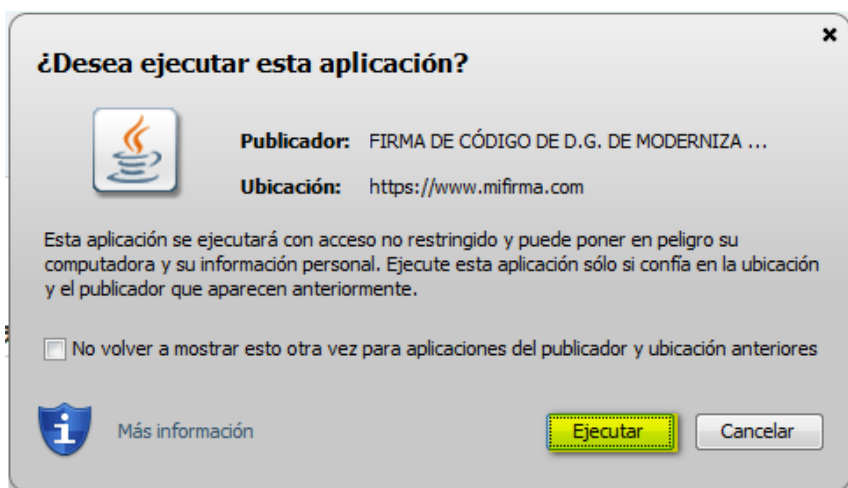 ¿Desea ejecutar esta aplicación?
Publicador: FIRMA DE CÓDIGO DE D.G. DE MODERNIZA ...
Ubicación: https://www.mifirma.com
Esta aplicación se ejecutará con acceso no restringido y puede poner en peligro su
computadora y su información personal. Ejecute esta aplicación sólo si confía en la ubicación
y el publicador que aparecen anteriormente.
No volver a mostrar esto otra vez para aplicaciones del publicador y ubicación anteriores
Más información
Ejecutar
Cancelar